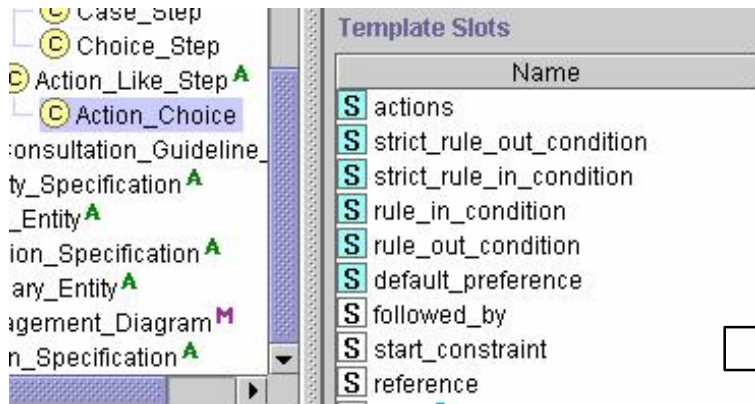 Case_Step
Choice_Step
Action_Like_Step A
Action_Choice
onsultation_Guideline_
ty_Specification A
_Entity A
ion_Specification A
ary_Entity A
agement_Diagram M
n_Specification A
Template Slots
Name
S actions
S strict_rule_out_condition
S strict_rule_in_condition
S rule_in_condition
S rule_out_condition
S default_preference
S followed_by
S start_constraint
S reference